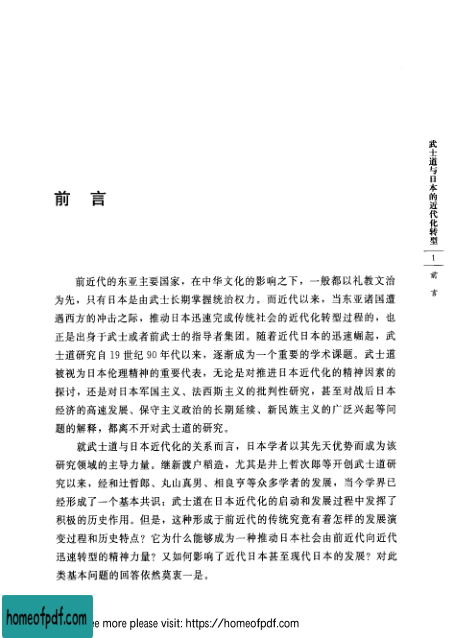 武士道与日本的近代化转型
1
前言
前 言
前近代的东亚主要国家，在中华文化的影响之下，一般都以礼教文治
为先，只有日本是由武士长期掌握统治权力。而近代以来，当东亚诸国遭
遇西方的冲击之际，推动日本迅速完成传统社会的近代化转型过程的，也
正是出身于武士或者前武士的指导者集团。随着近代日本的迅速崛起，武
士道研究自 19 世纪 90 年代以来，逐渐成为一个重要的学术课题。武士道
被视为日本伦理精神的重要代表，无论是对推进日本近代化的精神因素的
探讨，还是对日本军国主义、法西斯主义的批判性研究，甚至对战后日本
经济的高速发展、保守主义政治的长期延续、新民族主义的广泛兴起等问
题的解释，都离不开对武士道的研究。
就武士道与日本近代化的关系而言，日本学者以其先天优势而成为该
研究领域的主导力量。继新渡户稻造，尤其是井上哲次郎等开创武士道研
究以来，经和辻哲郎、丸山真男、相良亨等众多学者的发展，当今学界已
经形成了一个基本共识：武士道在日本近代化的启动和发展过程中发挥了
积极的历史作用。但是，这种形成于前近代的传统究竟有着怎样的发展演
变过程和历史特点？它为什么能够成为一种推动日本社会由前近代向近代
迅速转型的精神力量？又如何影响了近代日本甚至现代日本的发展？对此
类基本问题的回答依然莫衷一是。
homeofpdf.com
ee more please visit: https://homeofpdf.com